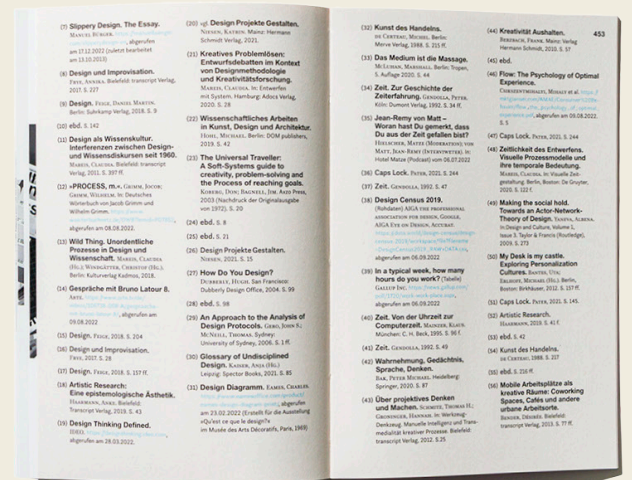 (7) Slippery Design. The Essay.
MANUEL BÜRGER.
abgerufen
am 17.12.2022 (zuletzt bearbeitet
am 13.10.2013)
(8) Design und Improvisation.
FREY, ANNIKA. Bielefeld: transcript Verlag,
2017. S. 227
(9) Design. FEIGE, DANIEL MARTIN.
Berlin: Suhrkamp Verlag, 2018. S. 9
(10) ebd. S. 142
(11) Design als Wissenskultur.
Interferenzen zwischen Design-
und Wissensdiskursen seit 1960.
MAREIS, CLAUDIA. Bielefeld: transcript
Verlag, 2011. S. 397 ff.
(12) »PROCESS, m.«. GRIMM, JACOB;
GRIMM, WILHELM. In: Deutsches
Wörterbuch von Jacob Grimm und
Wilhelm Grimm.
abgerufen am 08.08.2022.
(13) Wild Thing. Unordentliche
Prozesse in Design und
Wissenschaft. MAREIS, CLAUDIA
(Hg.); WINDGÄTTER, CHRISTOF (Hg.).
Berlin: Kulturverlag Kadmos, 2018.
(14) Gespräche mit Bruno Latour 8.
ARTE.
abgerufen am
09.08.2022
(15) Design. FEIGE, 2018. S. 204
(16) Design und Improvisation.
FREY, 2017. S. 28
(17) Design. FEIGE, 2018. S. 157 ff.
(18) Artistic Research:
Eine epistemologische Ästhetik.
HAARMANN, ANKE. Bielefeld:
Transcript Verlag, 2019. S. 43
(19) Design Thinking Defined.
IDEO.
abgerufen am 28.03.2022.
(20) vgl. Design Projekte Gestalten.
NIESEN, KATRIN. Mainz: Hermann
Schmidt Verlag, 2021.
(21) Kreatives Problemlösen:
Entwurfsdebatten im Kontext
von Designmethodologie
und Kreativitätsforschung.
MAREIS, CLAUDIA. In: Entwerfen
mit System. Hamburg: Adocs Verlag,
2020. S. 28
(22) Wissenschaftliches Arbeiten
in Kunst, Design und Architektur.
HOME, MICHAEL. Berlin: DOM publishers,
2019. S. 42
(23) The Universal Traveller:
A Soft-Systems guide to
creativity, problem-solving and
the Process of reaching goals.
KOBERG, DON; BAGNELL, JIM. Axis Press,
2003 (Nachdruck der Originalausgabe
von 1972). S. 20
(24) ebd. S. 8
(25) ebd. S. 21
(26) Design Projekte Gestalten.
NIESEN, 2021. S. 15
(27) How Do You Design?
DUBBERLY, HUGH. San Francisco:
Dubberly Design Office, 2004. S. 99
(28) ebd. S. 98
(29) An Approach to the Analysis of
Design Protocols. GERO, JOHN S.;
MCNEILL, THOMAS. Sydney:
University of Sydney, 2006. S. 1 ff.
(30) Glossary of Undisciplined
Design. KAISER, ANJA (HG.)
Leipzig: Spector Books, 2021. S. 85
(31) Design Diagramm. EAMES, CHARLES.
am 23.02.2022 (Erstellt für die Ausstellung
»Qu'est ce que le design?«
im Musée des Arts Décoratifs, Paris, 1969)
(32) Kunst des Handelns.
DE CERTEAU, MICHEL. Berlin:
Merve Verlag, 1988. S. 215 ff.
(33) Das Medium ist die Massage.
MCLUHAN, MARSHALL. Berlin: Tropen,
5. Auflage 2020. S. 44
(34) Zeit. Zur Geschichte der
Zeiterfahrung. GENDOLLA, PETER.
Köln: Dumont Verlag, 1992. S. 34 ff.
(35) Jean-Remy von Matt –
Woran hast Du gemerkt, dass
Du aus der Zeit gefallen bist?
HIELSCHER, MATZE (MODERATION); VON
MATT, JEAN-REMY (INTERVIEWTER). In:
Hotel Matze (Podcast) vom 06.07.2022
(36) Caps Lock. PATER, 2021. S. 244
(37) Zeit. GENDOLLA, 1992. S. 47
(38) Design Census 2019.
(Rohdaten) AIGA THE PROFESSIONAL
ASSOCIATION FOR DESIGN, GOOGLE,
AIGA EYE ON DESIGN, ACCURAT.
abgerufen am 06.09.2022
(39) In a typical week, how many
hours do you work? (Tabelle)
GALLUP INC.
abgerufen am 06.09.2022
(40) Zeit. Von der Uhrzeit zur
Computerzeit. MAINZER, KLAUS.
München: C. H. Beck, 1995. S. 96 f.
(41) Zeit. GENDOLLA, 1992. S. 49
(42) Wahrnehmung, Gedächtnis,
Sprache, Denken.
BAK, PETER MICHAEL. Heidelberg:
Springer, 2020. S. 87
(43) Über projektives Denken
und Machen. SCHMITZ, THOMAS H.;
GRONINGER, HANNAH. In: Werkzeug-
Denkzeug. Manuelle Intelligenz und Trans-
medialität kreativer Prozesse. Bielefeld:
transcript Verlag, 2012. S.25
453
(44) Kreativität Aushalten.
BERZBACH, FRANK. Mainz: Verlag
Hermann Schmidt, 2010. S. 57
(45) ebd.
(46) Flow: The Psychology of Optimal
Experience.
CSIKSZENTMIHALYI, MIHALY et al.
abgerufen am 09.08.2022,
S. 5
(47) Caps Lock. PATER, 2021. S. 244
(48) Zeitlichkeit des Entwerfens.
Visuelle Prozessmodelle und
ihre temporale Bedeutung.
MAREIS, CLAUDIA. In: Visuelle Zeit-
gestaltung. Berlin, Boston: De Gruyter,
2020. S. 122 f.
(49) Making the social hold.
Towards an Actor-Network-
Theory of Design. YANEVA, ALBENA.
In: Design and Culture, Volume 1,
issue 3. Taylor & Francis (Routledge),
2009. S. 273
(50) My Desk is my castle.
Exploring Personalization
Cultures. BRANDES, UTA;
ERLHOFF, MICHAEL (HG.). Berlin,
Boston: Birkhäuser, 2012. S. 157 ff.
(51) Caps Lock. PATER, 2021. S. 145.
(52) Artistic Research.
HAARMANN, 2019. S. 41 f.
(53) ebd. S. 42
(54) Kunst des Handelns.
DE CERTEAU, 1988. S. 217
(55) ebd. S. 216 ff.
(56) Mobile Arbeitsplätze als
kreative Räume: Coworking
Spaces, Cafés und andere
urbane Arbeitsorte.
BENDER, DÉSIRÉE. Bielefeld:
transcript Verlag, 2013. S. 77 ff.